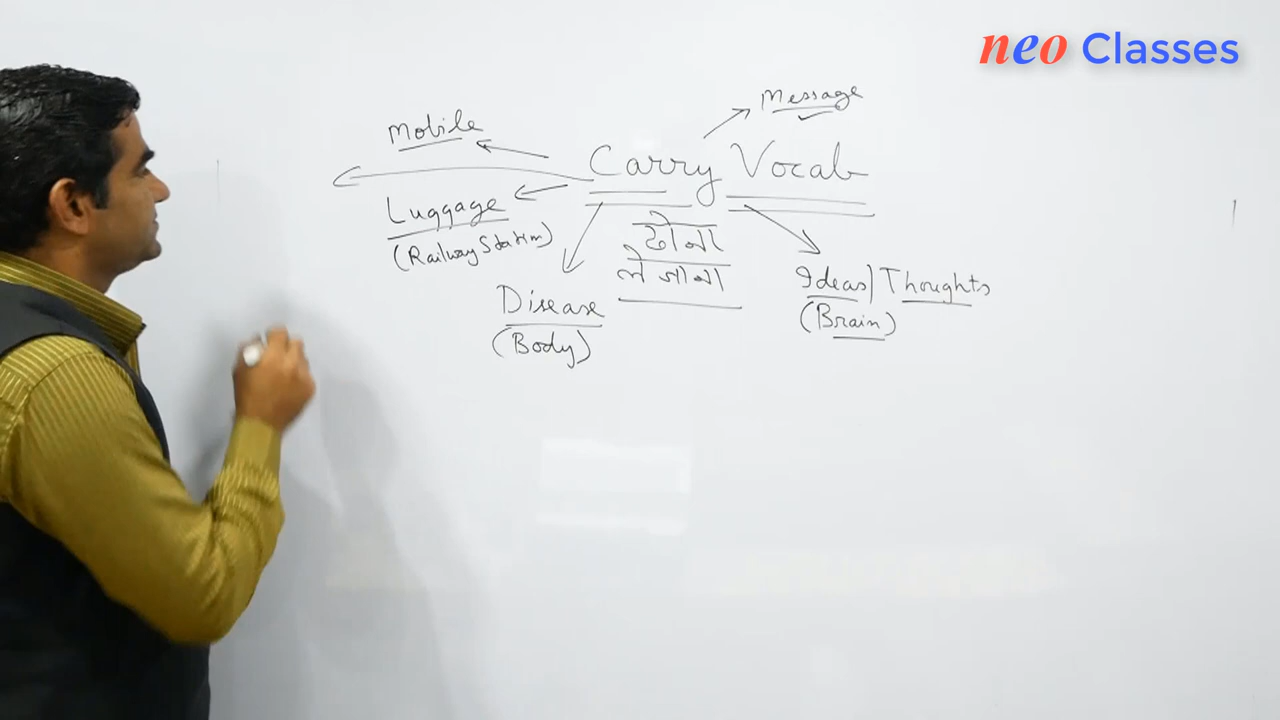 neo Classes
Message
Mobile
Carry Vocab
Luggage
(Railway Station)
ढोना
ले जाना
Disease
(Body)
Ideas/Thoughts
(Brain)